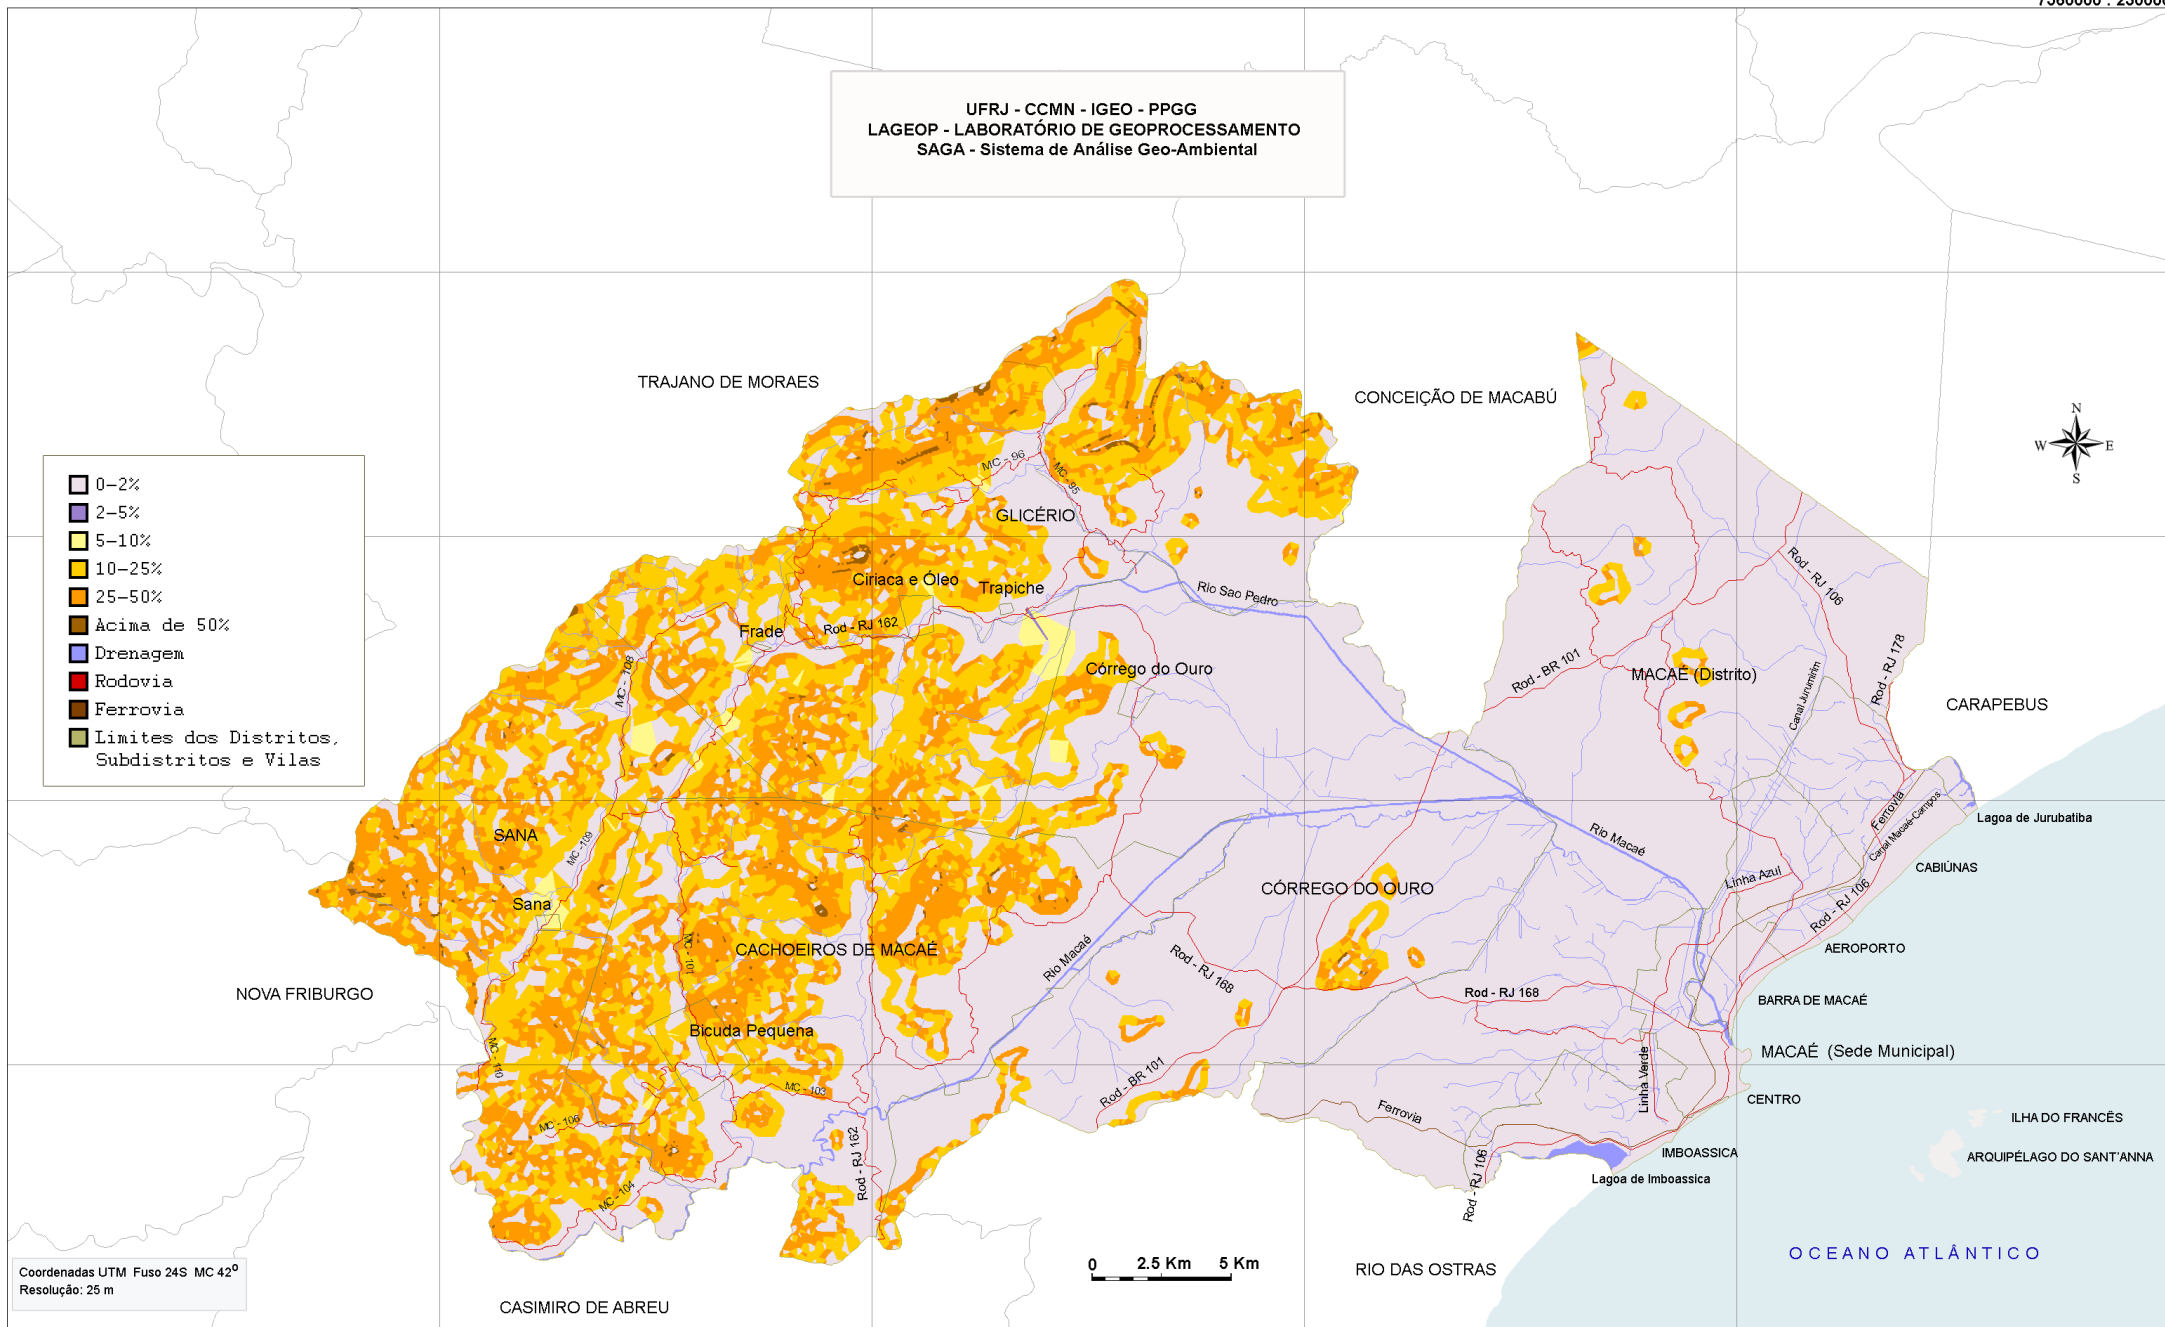 UFRJ - CCMN - IGEO - PPGG
LAGEOP - LABORATÓRIO DE GEOPROCESSAMENTO
SAGA - Sistema de Análise Geo-Ambiental
TRAJANO DE MORAES
CONCEIÇÃO DE MACABÚ
N
W
E
S
0-2%
2-5%
5-10%
10-25%
25-50%
Acima de 50%
Drenagem
Rodovia
Ferrovia
Limites dos Distritos,
Subdistritos e Vilas
MC - 96
MC - 95
GLICÉRIO
Ciriaca e Óleo
Trapiche
Rio Sao Pedro
Rod - RJ 106
Frade
Rod - RJ 162
MC - 108
Córrego do Ouro
Rod - BR 101
MACAÉ (Distrito)
Canal Jurumirim
Rod - RJ 178
CARAPEBUS
SANA
MC -109
Rio Macaé
Ferrovia
Canal Macaé-Campos
Lagoa de Jurubatiba
CABIÚNAS
Linha Azul
Rod - RJ 106
Sana
CÓRREGO DO OURO
CACHOEIROS DE MACAÉ
MC - 101
Rio Macaé
Rod - RJ 168
AEROPORTO
NOVA FRIBURGO
Rod - RJ 168
BARRA DE MACAÉ
Bicuda Pequena
MC - 110
MACAÉ (Sede Municipal)
MC - 103
Rod - BR 101
Linha Verde
CENTRO
Ferrovia
MC - 106
ILHA DO FRANCÊS
IMBOASSICA
ARQUIPÉLAGO DO SANT'ANNA
Rod - RJ 162
Rod - RJ 106
Lagoa de Imboassica
MC - 104
OCEANO ATLÂNTICO
0 2.5 Km 5 Km
RIO DAS OSTRAS
Coordenadas UTM Fuso 24S MC 42º
Resolução: 25 m
CASIMIRO DE ABREU